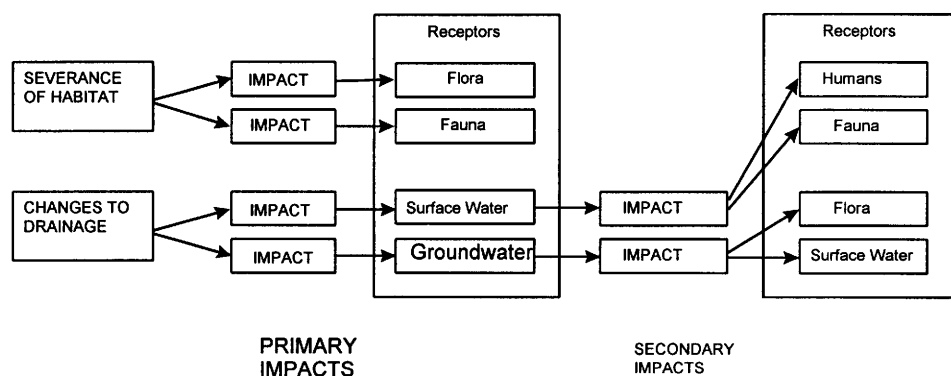 Receptors
Receptors
SEVERANCE
OF HABITAT
IMPACT
Flora
Humans
IMPACT
Fauna
Fauna
CHANGES TO
DRAINAGE
IMPACT
Surface Water
IMPACT
Flora
IMPACT
Groundwater
IMPACT
Surface Water
PRIMARY
IMPACTS
SECONDARY
IMPACTS